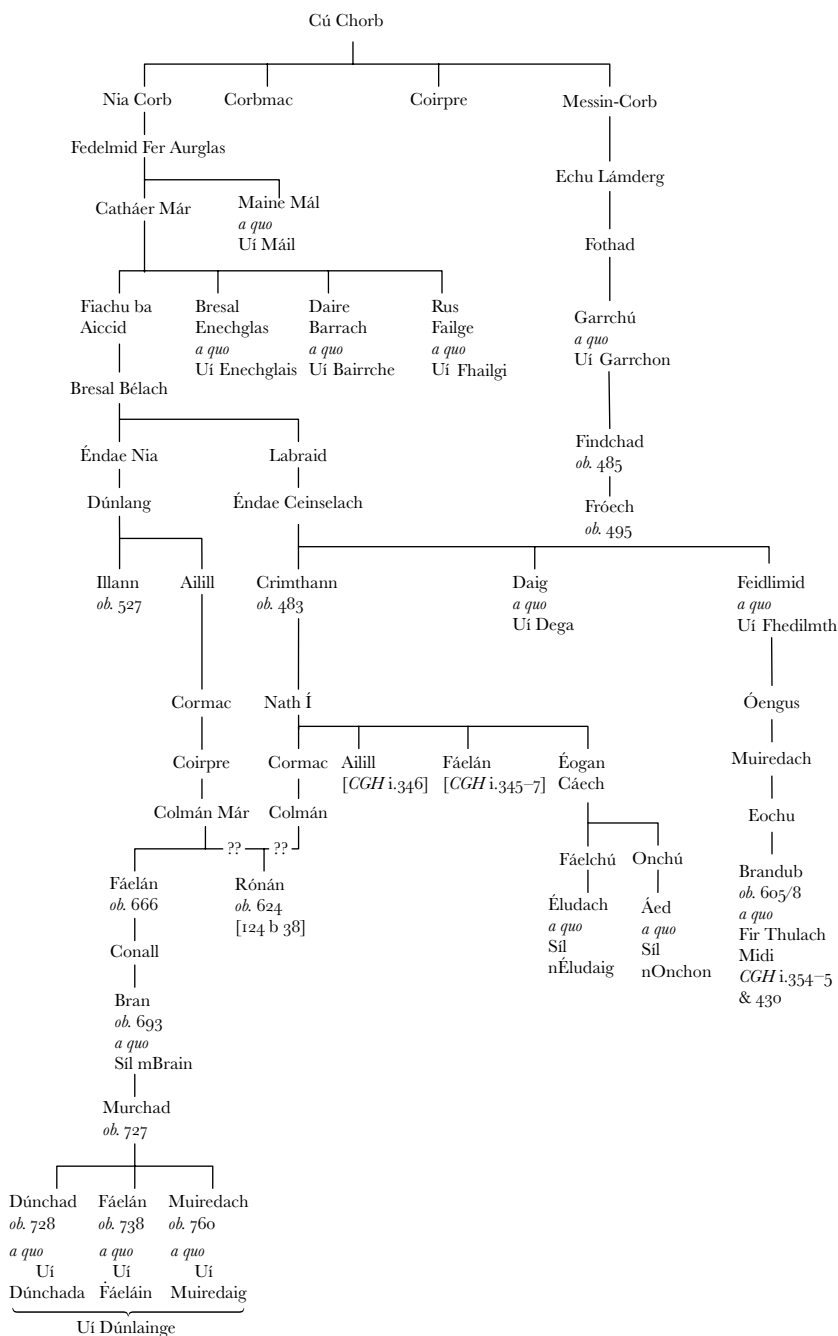 Cú Chorb
Nia Corb
Corbmac
Coirpre
Messin-Corb
Fedelmid Fer Aurglas
Echu Lámderg
Catháer Már
Maine Mál
a quo
Uí Máil
Fothad
Fiachu ba
Aiccid
Bresal
Enechglas
a quo
Uí Enechglais
Daire
Barrach
a quo
Uí Bairrche
Rus
Failge
a quo
Uí Fhailgi
Garrchú
a quo
Uí Garrchon
Bresal Bélach
Findchad
ob. 485
Éndae Nia
Labraid
Dúnlang
Éndae Ceinselach
Fróech
ob. 495
Illann
ob. 527
Ailill
Crimthann
ob. 483
Daig
a quo
Uí Dega
Feidlimid
a quo
Uí Fhedilmth
Cormac
Nath Í
Óengus
Coirpre
Cormac
Ailill
[CGH i.346]
Fáelán
[CGH i.345–7]
Éogan
Cáech
Muiredach
Colmán Már
Colmán
Eochu
?? ??
Fáelán
ob. 666
Rónán
ob. 624
[124 b 38]
Fáelchú
Onchú
Brandub
ob. 605/8
a quo
Fir Thulach
Midi
CGH i.354–5
& 430
Éludach
a quo
Síl
nÉludaig
Áed
a quo
Síl
nOnchon
Conall
Bran
ob. 693
a quo
Síl mBrain
Murchad
ob. 727
Dúnchad
ob. 728
a quo
Uí
Dúnchada
Fáelán
ob. 738
a quo
Uí
Ḟáeláin
Muiredach
ob. 760
a quo
Uí
Muiredaig
Uí Dúnlainge